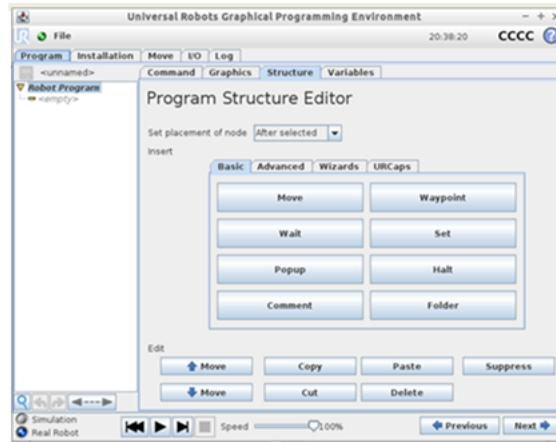 Universal Robots Graphical Programming Environment
File
20:38:20
CCCC
?
Program Installation Move I/O Log
<unnamed>
Command Graphics Structure Variables
Robot Program
<empty>
Program Structure Editor
Set placement of node After selected
Insert
Basic Advanced Wizards URCaps
Move Waypoint
Wait Set
Popup Halt
Comment Folder
Edit
Move Copy Paste Suppress
Move Cut Delete
Simulation
Real Robot
Speed 100%
Previous Next